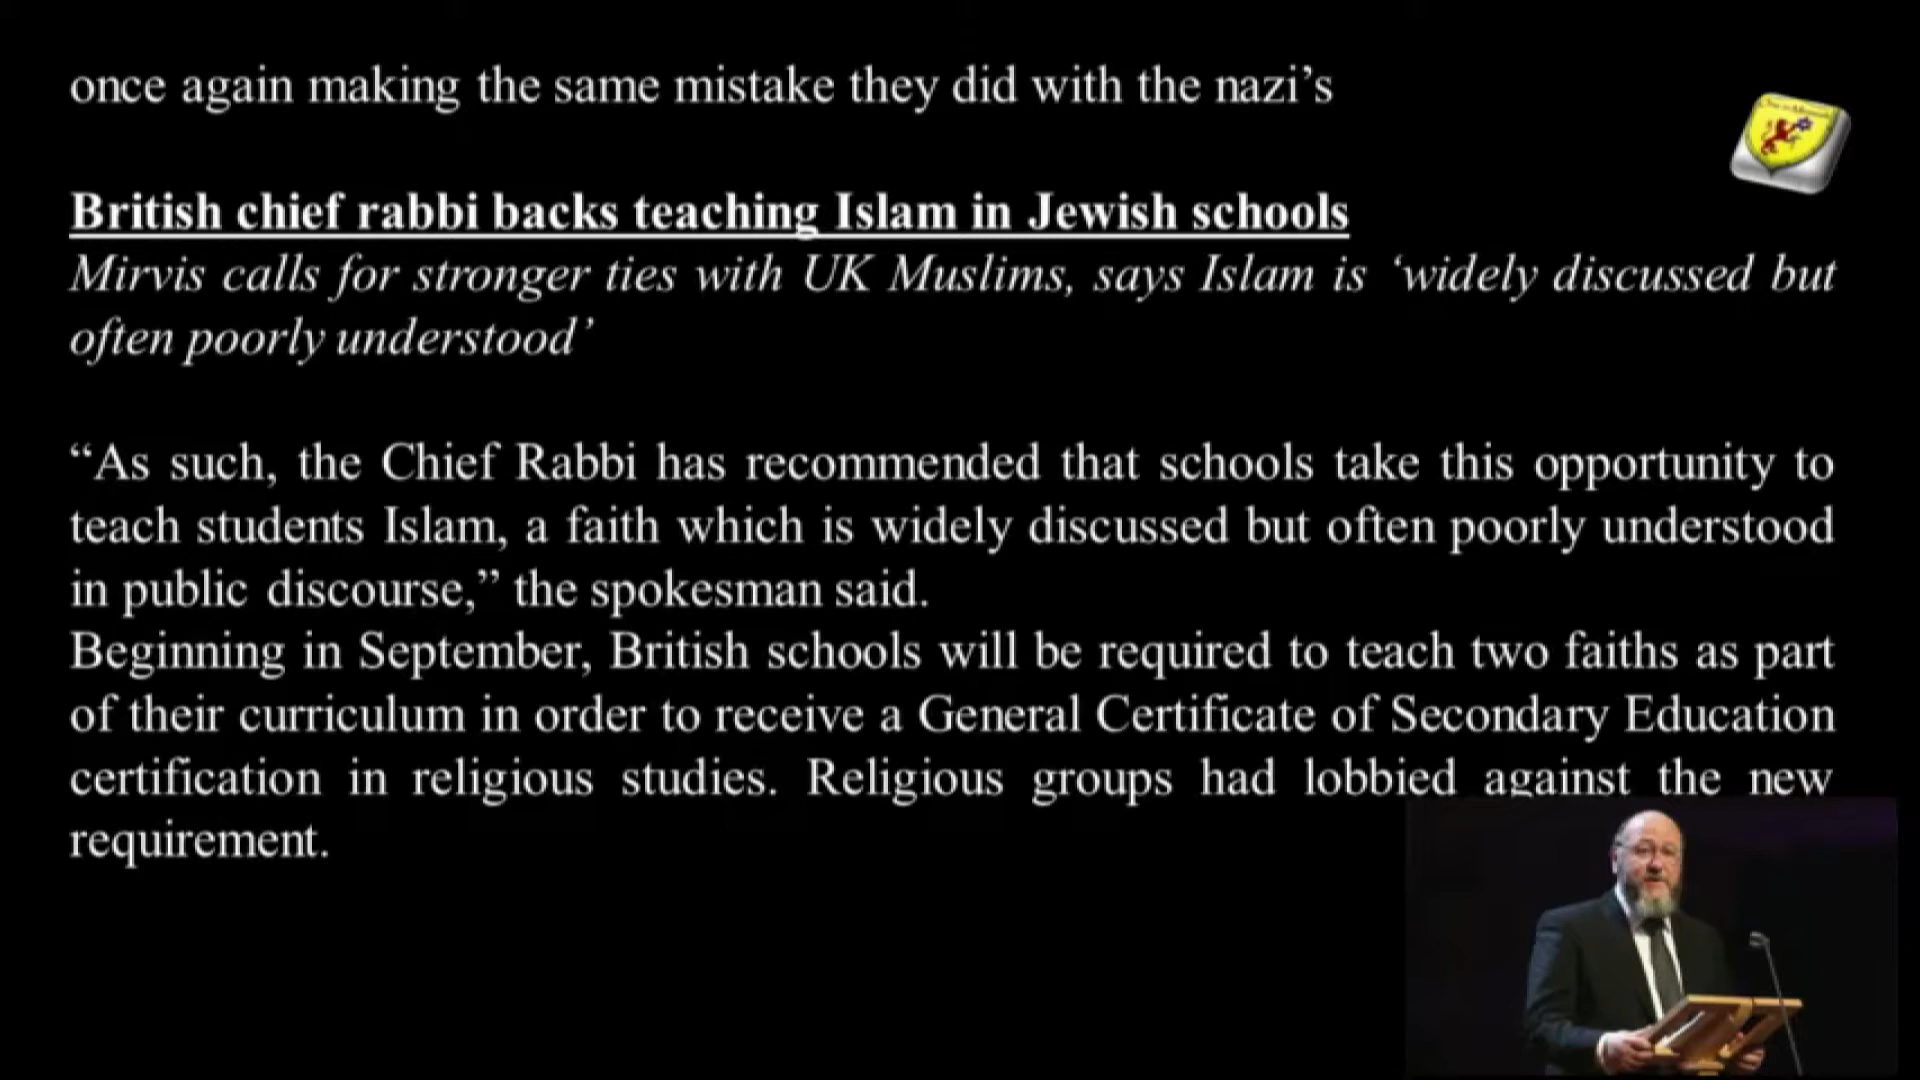 once again making the same mistake they did with the nazi’s
British chief rabbi backs teaching Islam in Jewish schools
Mirvis calls for stronger ties with UK Muslims, says Islam is ‘widely discussed but
often poorly understood’
“As such, the Chief Rabbi has recommended that schools take this opportunity to
teach students Islam, a faith which is widely discussed but often poorly understood
in public discourse,” the spokesman said.
Beginning in September, British schools will be required to teach two faiths as part
of their curriculum in order to receive a General Certificate of Secondary Education
certification in religious studies. Religious groups had lobbied against the new
requirement.